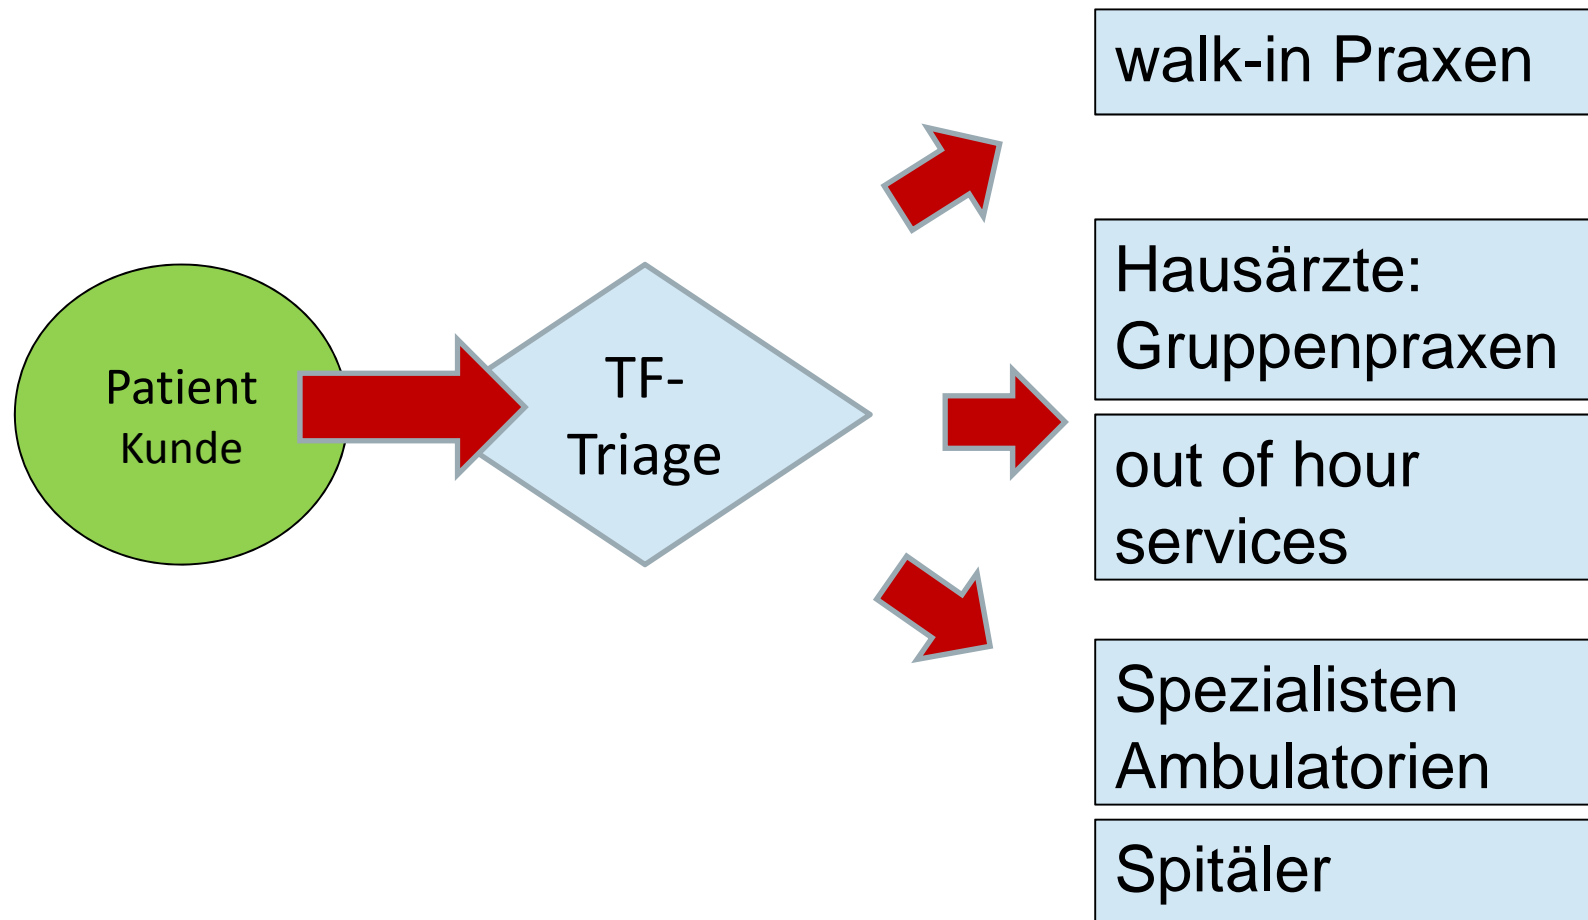 Patient
Kunde
TF-
Triage
walk-in Praxen
Hausärzte:
Gruppenpraxen
out of hour
services
Spezialisten
Ambulatorien
Spitäler